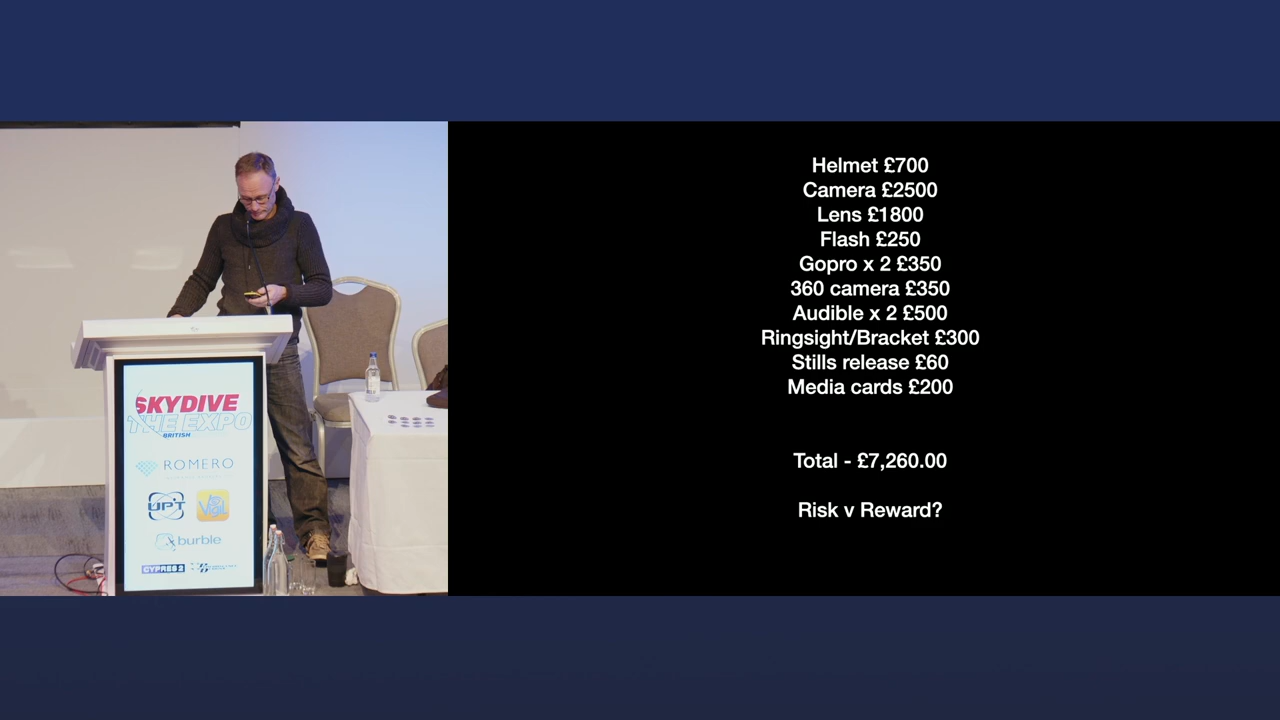 SKYDIVE
THE EXPO
BRITISH
ROMERO
UPT
Vigil
burble
CYPRES 2
Helmet £700
Camera £2500
Lens £1800
Flash £250
Gopro x 2 £350
360 camera £350
Audible x 2 £500
Ringsight/Bracket £300
Stills release £60
Media cards £200
Total - £7,260.00
Risk v Reward?